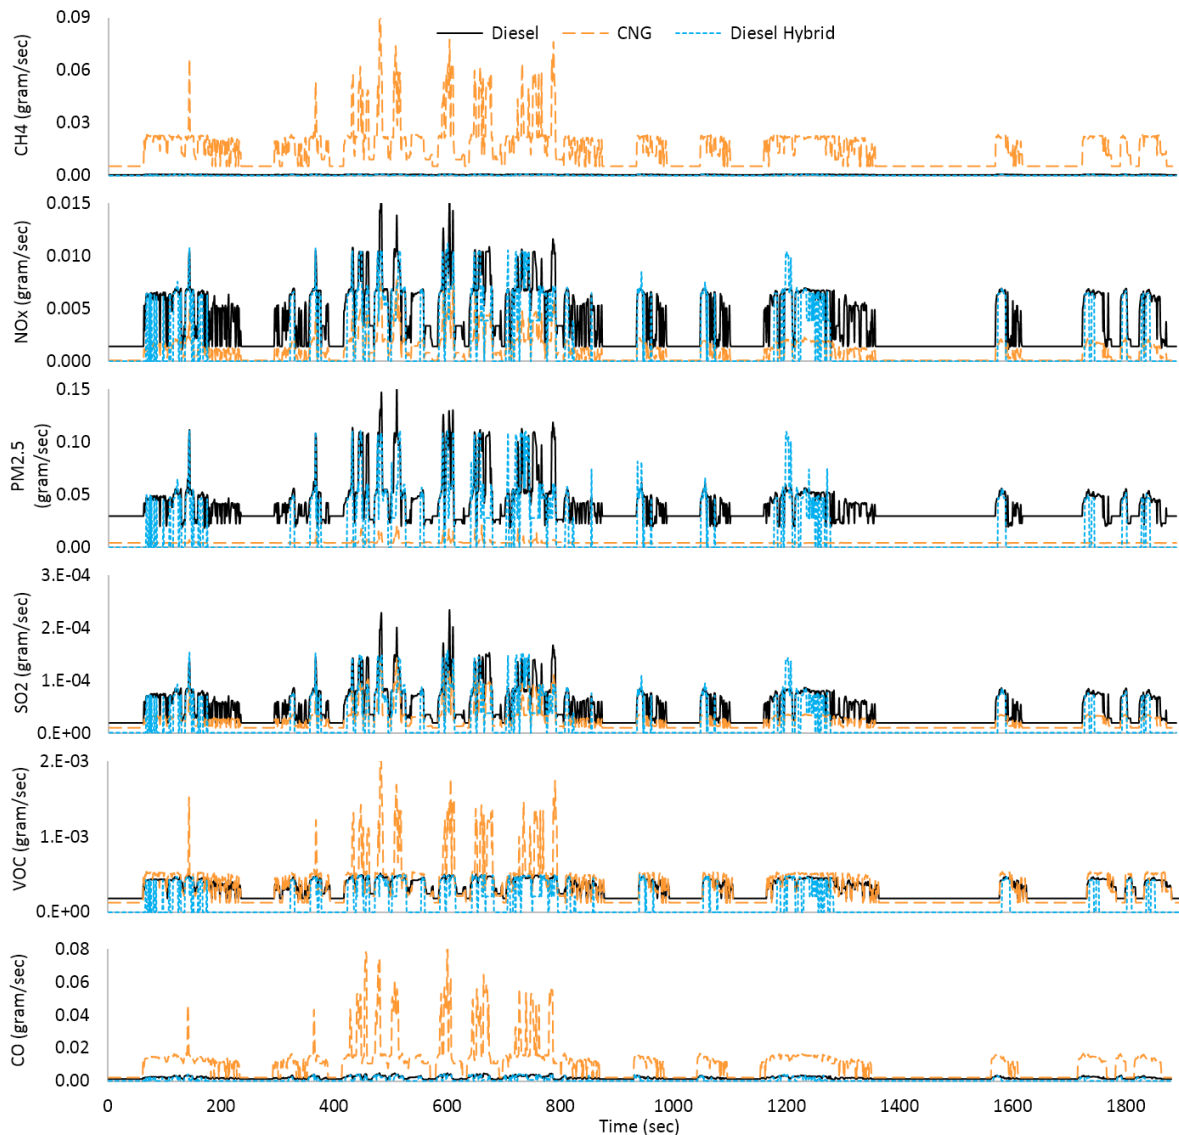 0.09
Diesel CNG Diesel Hybrid
0.06
0.03
0.00
CH4 (gram/sec)
0.015
0.010
0.005
0.000
NOx (gram/sec)
0.15
0.10
0.05
0.00
PM2.5
(gram/sec)
3.E-04
2.E-04
1.E-04
0.E+00
SO2 (gram/sec)
2.E-03
1.E-03
0.E+00
VOC (gram/sec)
0.08
0.06
0.04
0.02
0.00
CO (gram/sec)
0 200 400 600 800 1000 1200 1400 1600 1800
Time (sec)